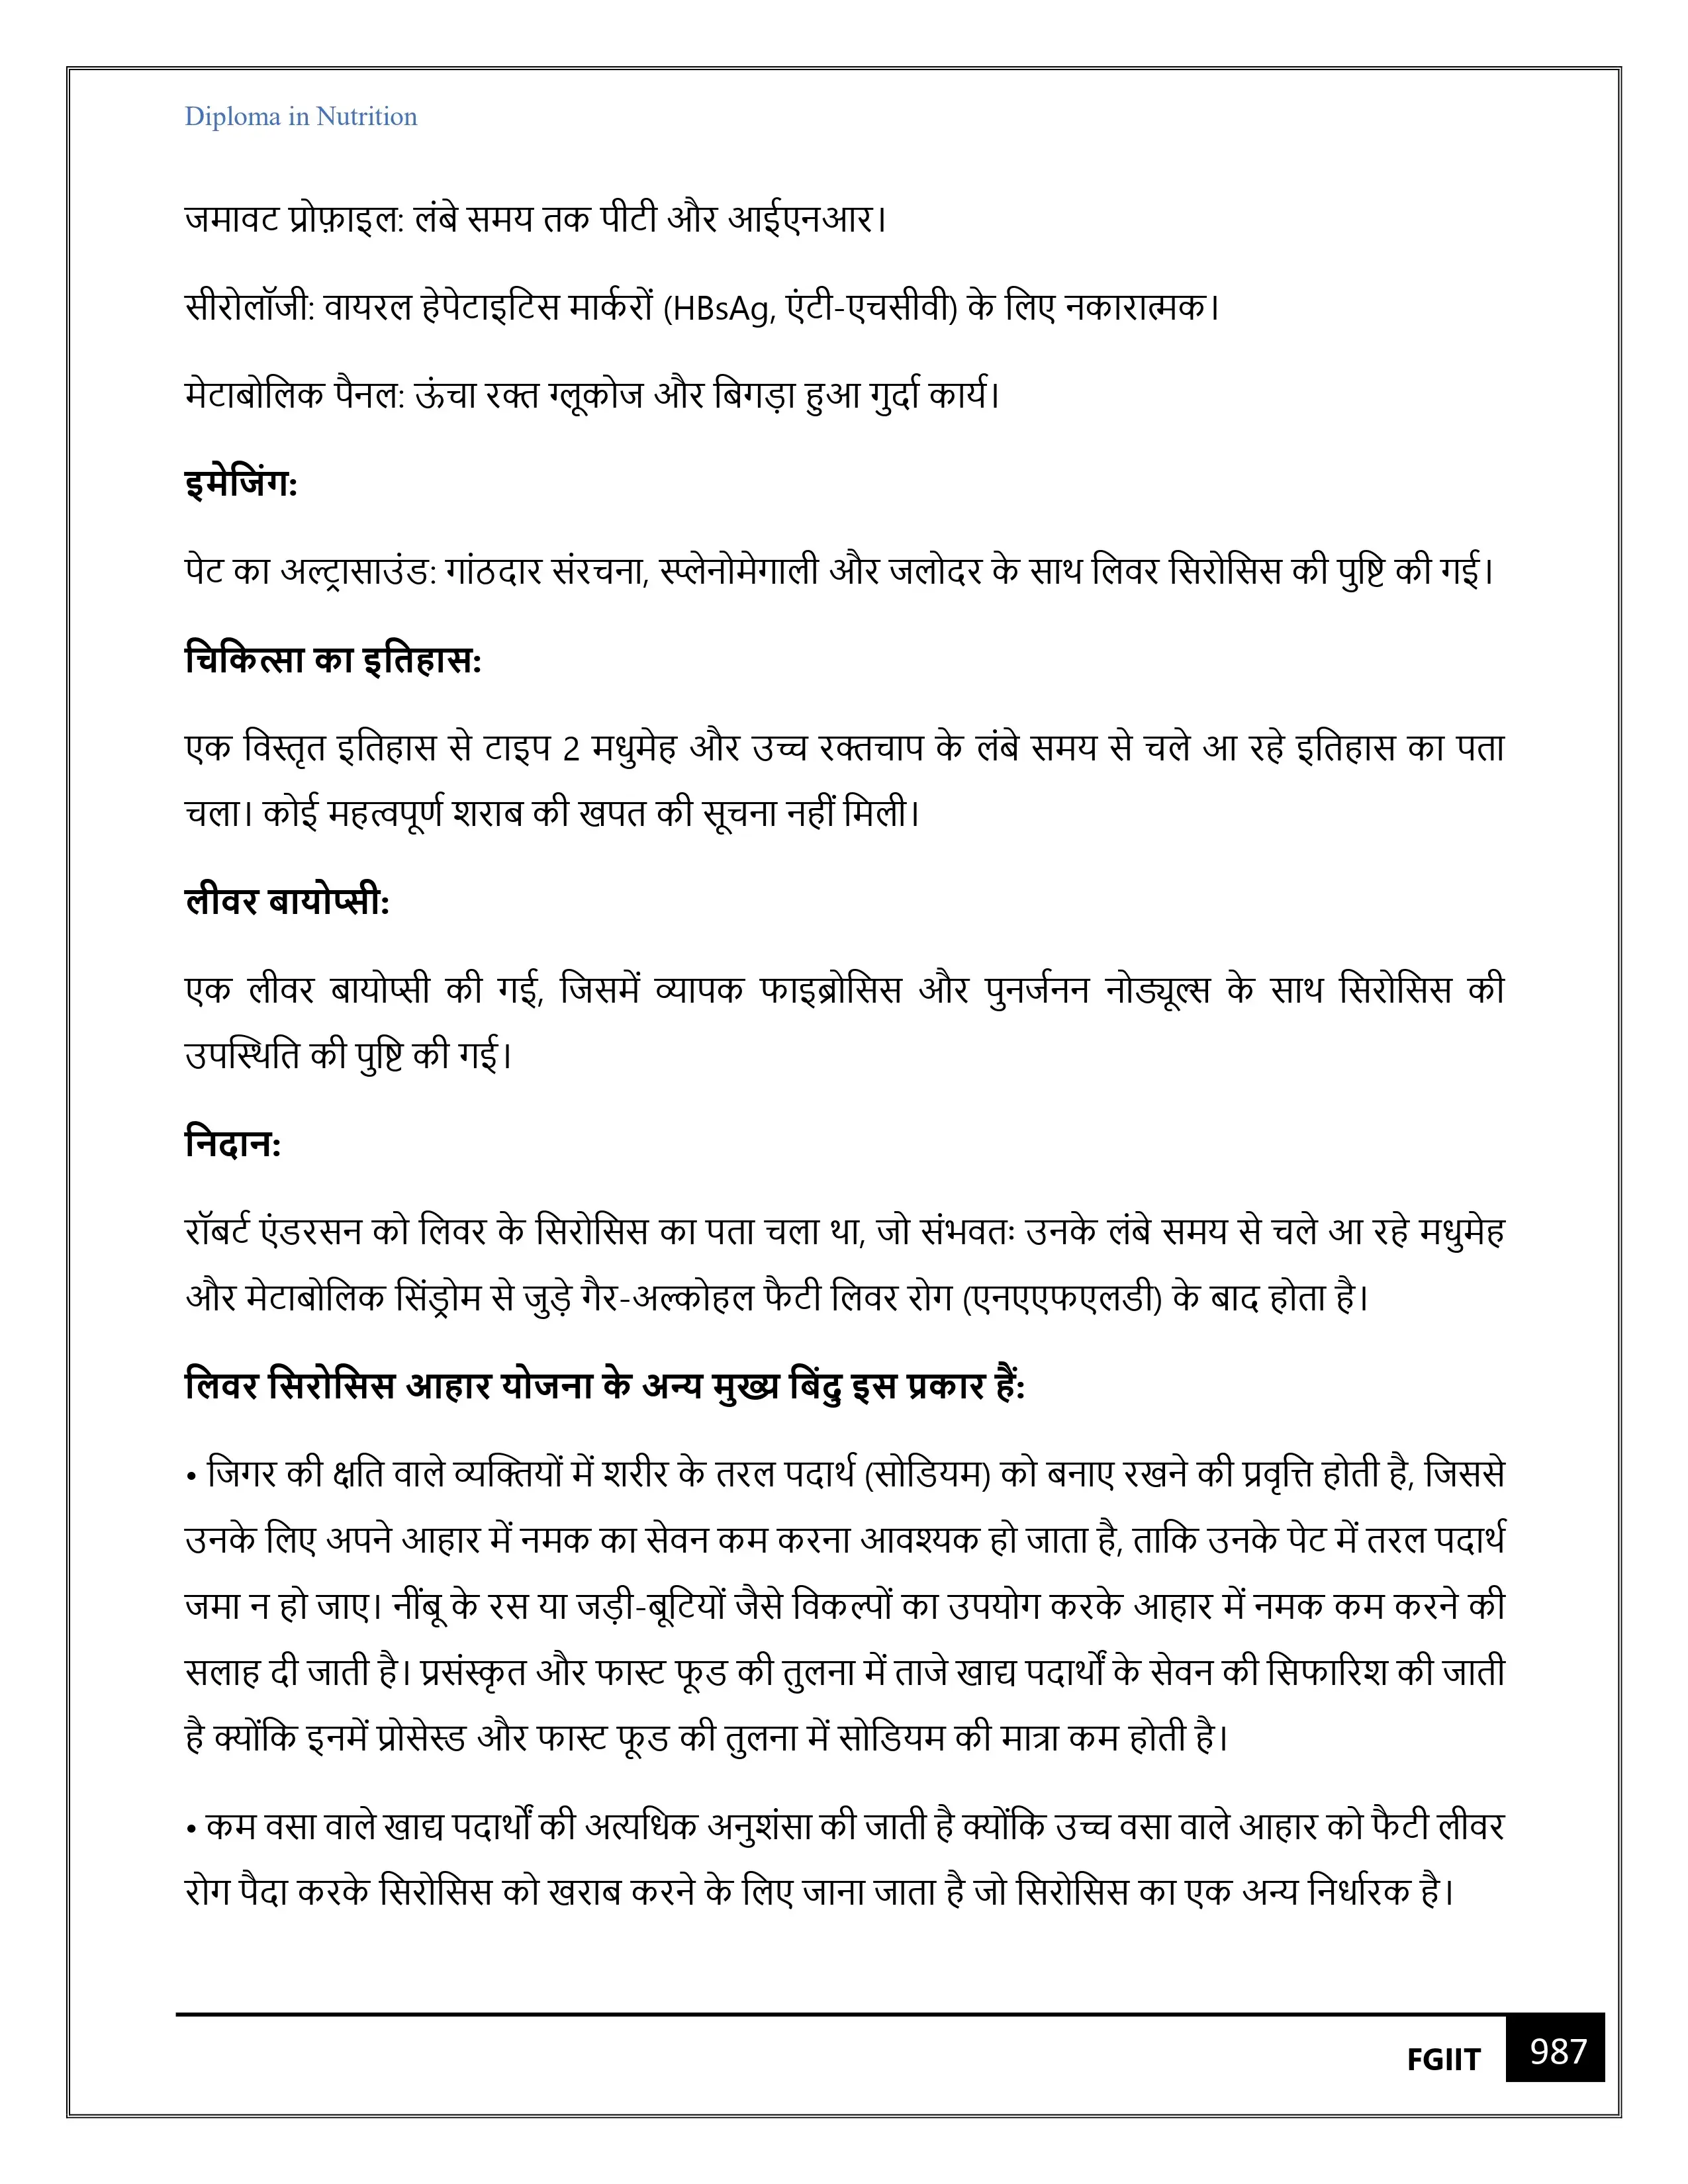 Diploma in Nutrition
जमावट प्रोफ़ाइल: लंबे समय तक पीटी और आईएनआर।
सीरोलॉजी: वायरल हेपेटाइटिस मार्करों (HBsAg, एंटी-एचसीवी) के लिए नकारात्मक।
मेटाबोलिक पैनल: ऊंचा रक्त ग्लूकोज और बिगड़ा हुआ गुर्दा कार्य।
इमेजिंग:
पेट का अल्ट्रासाउंड: गांठदार संरचना, स्प्लेनोमेगाली और जलोदर के साथ लिवर सिरोसिस की पुष्टि की गई।
चिकित्सा का इतिहास:
एक विस्तृत इतिहास से टाइप 2 मधुमेह और उच्च रक्तचाप के लंबे समय से चले आ रहे इतिहास का पता
चला। कोई महत्वपूर्ण शराब की खपत की सूचना नहीं मिली।
लीवर बायोप्सी:
एक लीवर बायोप्सी की गई, जिसमें व्यापक फाइब्रोसिस और पुनर्जनन नोड्यूल्स के साथ सिरोसिस की
उपस्थिति की पुष्टि की गई।
निदान:
रॉबर्ट एंडरसन को लिवर के सिरोसिस का पता चला था, जो संभवतः उनके लंबे समय से चले आ रहे मधुमेह
और मेटाबोलिक सिंड्रोम से जुड़े गैर-अल्कोहल फैटी लिवर रोग (एनएएफएलडी) के बाद होता है।
लिवर सिरोसिस आहार योजना के अन्य मुख्य बिंदु इस प्रकार हैं:
• जिगर की क्षति वाले व्यक्तियों में शरीर के तरल पदार्थ (सोडियम) को बनाए रखने की प्रवृत्ति होती है, जिससे
उनके लिए अपने आहार में नमक का सेवन कम करना आवश्यक हो जाता है, ताकि उनके पेट में तरल पदार्थ
जमा न हो जाए। नींबू के रस या जड़ी-बूटियों जैसे विकल्पों का उपयोग करके आहार में नमक कम करने की
सलाह दी जाती है। प्रसंस्कृत और फास्ट फूड की तुलना में ताजे खाद्य पदार्थों के सेवन की सिफारिश की जाती
है क्योंकि इनमें प्रोसेस्ड और फास्ट फूड की तुलना में सोडियम की मात्रा कम होती है।
• कम वसा वाले खाद्य पदार्थों की अत्यधिक अनुशंसा की जाती है क्योंकि उच्च वसा वाले आहार को फैटी लीवर
रोग पैदा करके सिरोसिस को खराब करने के लिए जाना जाता है जो सिरोसिस का एक अन्य निर्धारक है।
FGIIT 987